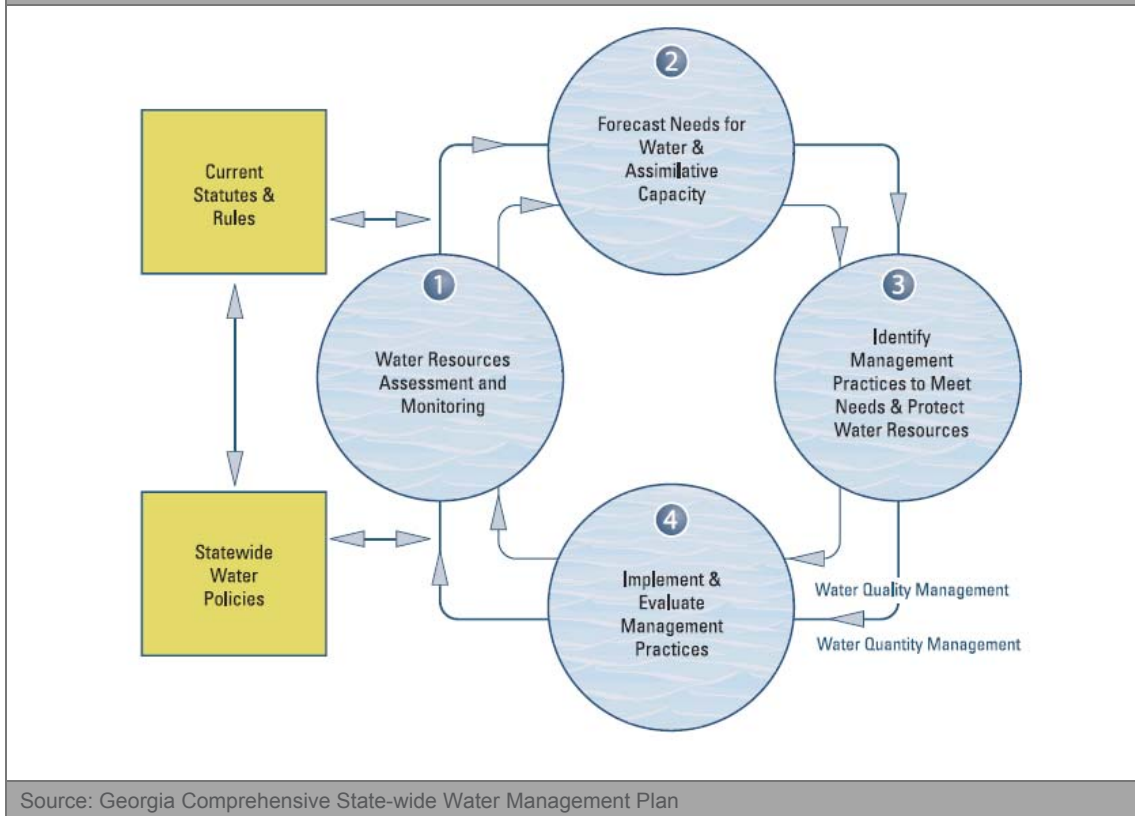 Current
Statutes &
Rules
Statewide
Water
Policies
1
Water Resources
Assessment and
Monitoring
2
Forecast Needs for
Water &
Assimilative
Capacity
3
Identify
Management
Practices to Meet
Needs & Protect
Water Resources
4
Implement &
Evaluate
Management
Practices
Water Quality Management
Water Quantity Management
Source: Georgia Comprehensive State-wide Water Management Plan